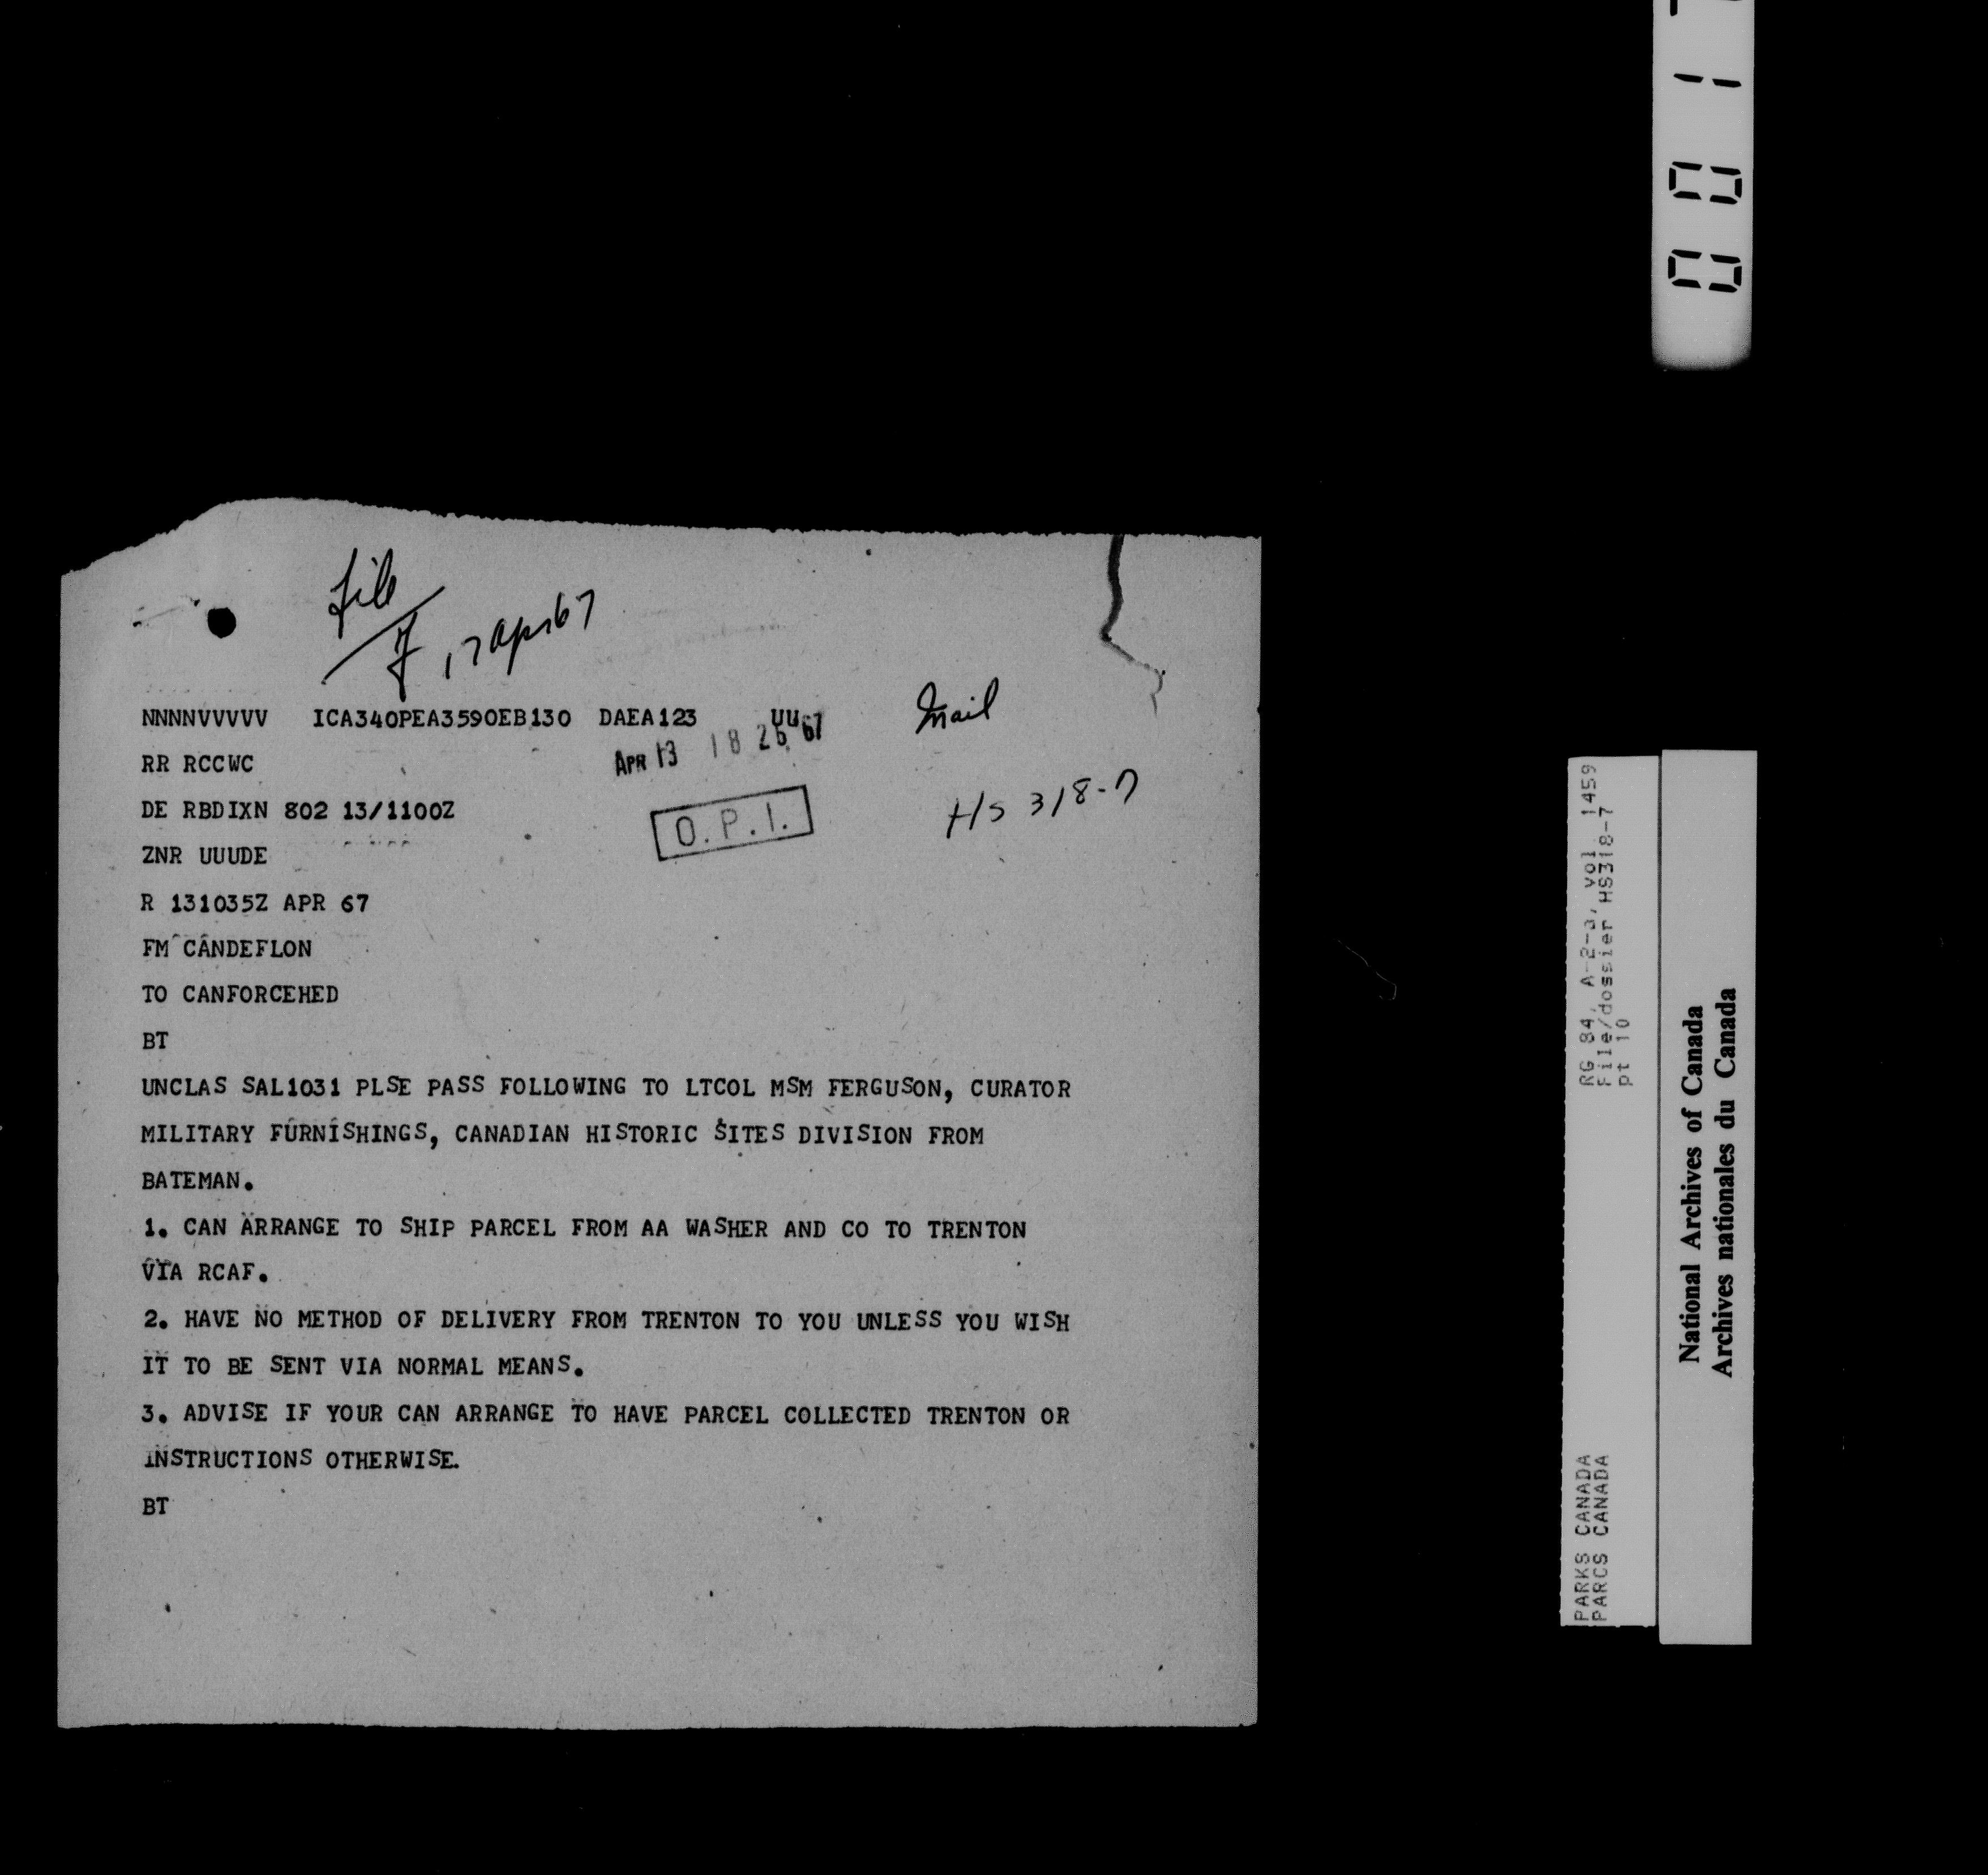 file
F, 17 Apr 67
NNNNVVVVV ICA340PEA3590EB130 DAEA123 UU
Mail
APR 13 18 26 '67
RR RCCWC
DE RBDIXN 802 13/1100Z
O.P.I.
HS 318-7
ZNR UUUDE
R 131035Z APR 67
FM CANDEFLON
TO CANFORCEHED
BT
UNCLAS SAL1031 PLSE PASS FOLLOWING TO LTCOL MSM FERGUSON, CURATOR
MILITARY FURNISHINGS, CANADIAN HISTORIC SITES DIVISION FROM
BATEMAN.
1. CAN ARRANGE TO SHIP PARCEL FROM AA WASHER AND CO TO TRENTON
VIA RCAF.
2. HAVE NO METHOD OF DELIVERY FROM TRENTON TO YOU UNLESS YOU WISH
IT TO BE SENT VIA NORMAL MEANS.
3. ADVISE IF YOUR CAN ARRANGE TO HAVE PARCEL COLLECTED TRENTON OR
INSTRUCTIONS OTHERWISE.
BT
PARKS CANADA RG 84, A-2-a, vol. 1459
PARCS CANADA File/dossier HS318-7
pt 10
National Archives of Canada
Archives nationales du Canada
001